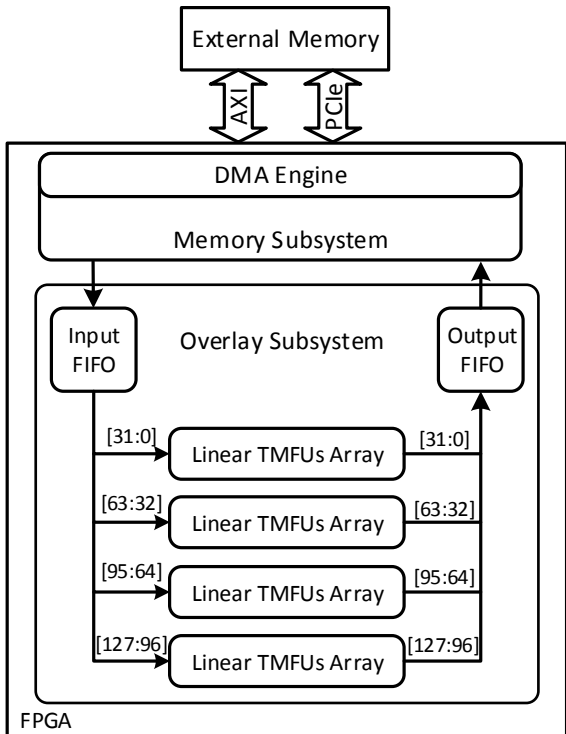 External Memory
AXI
PCIe
DMA Engine
Memory Subsystem
Input
FIFO
Overlay Subsystem
Output
FIFO
[31:0]
Linear TMFUs Array
[31:0]
[63:32]
Linear TMFUs Array
[63:32]
[95:64]
Linear TMFUs Array
[95:64]
[127:96]
Linear TMFUs Array
[127:96]
FPGA